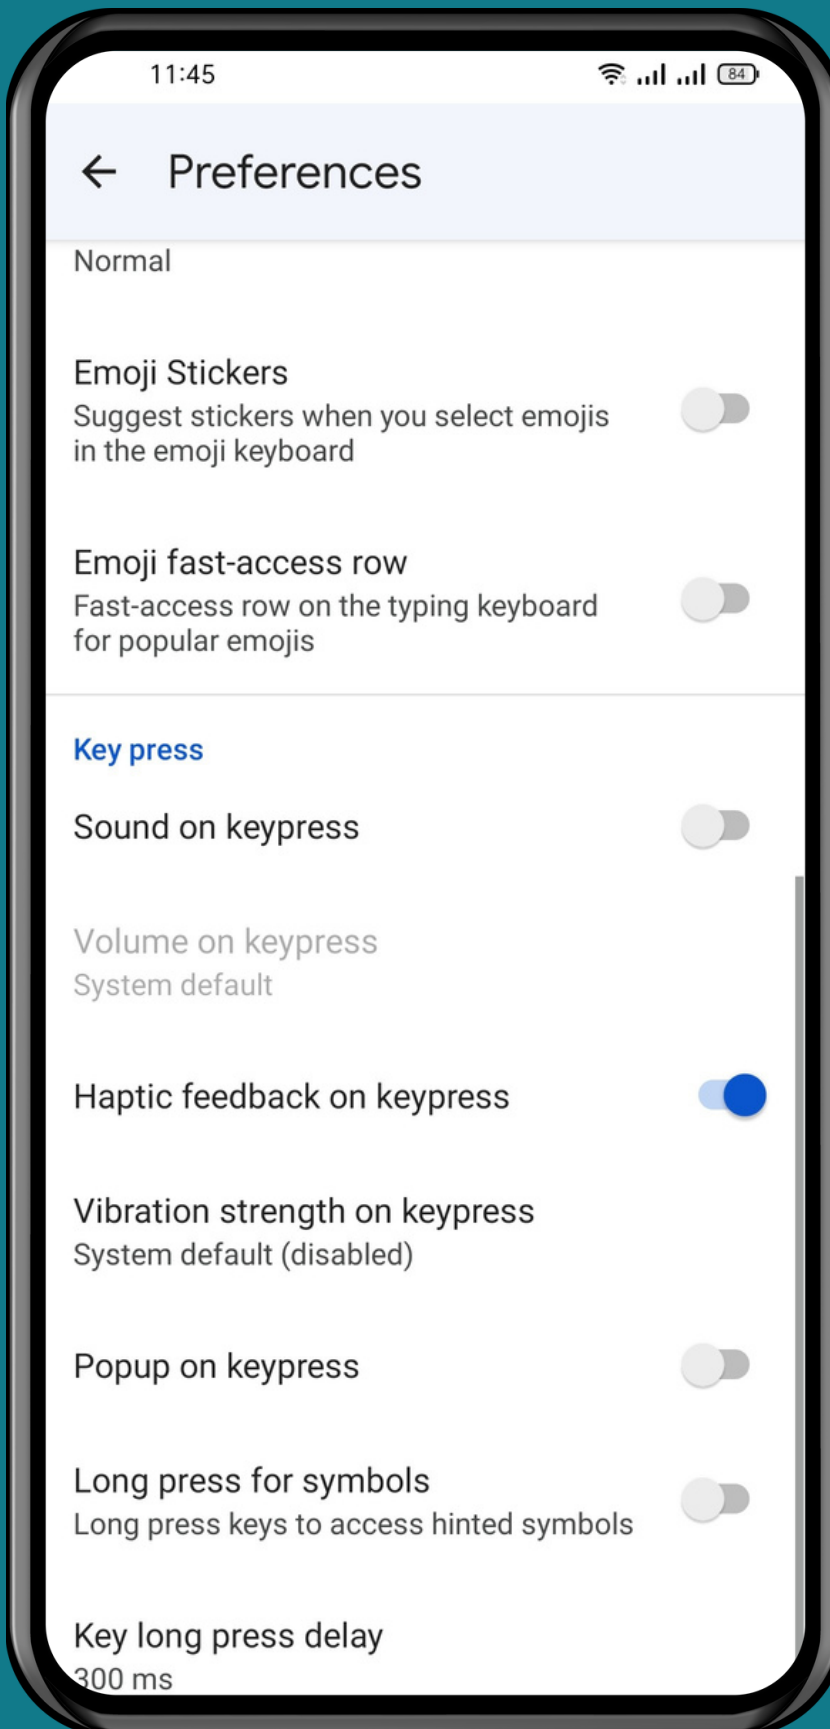 11:45
84
Preferences
Normal
Emoji Stickers
Suggest stickers when you select emojis
in the emoji keyboard
Emoji fast-access row
Fast-access row on the typing keyboard
for popular emojis
Key press
Sound on keypress
Volume on keypress
System default
Haptic feedback on keypress
Vibration strength on keypress
System default (disabled)
Popup on keypress
Long press for symbols
Long press keys to access hinted symbols
Key long press delay
300 ms